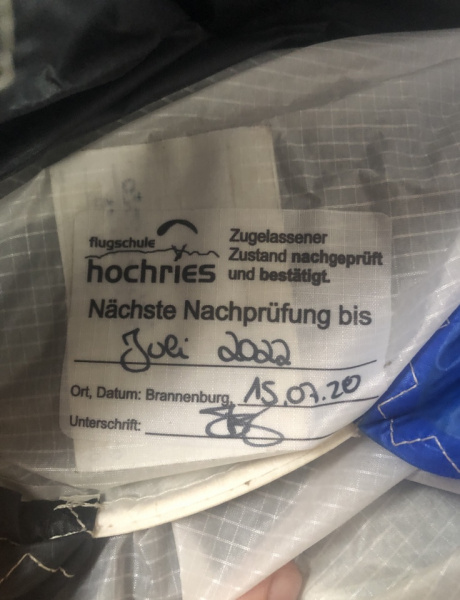 flugschule
hochries
Zugelassener
Zustand nachgeprüft
und bestätigt.
Nächste Nachprüfung bis
Juli 2022
Ort, Datum: Brannenburg, 15.07.20
Unterschrift: